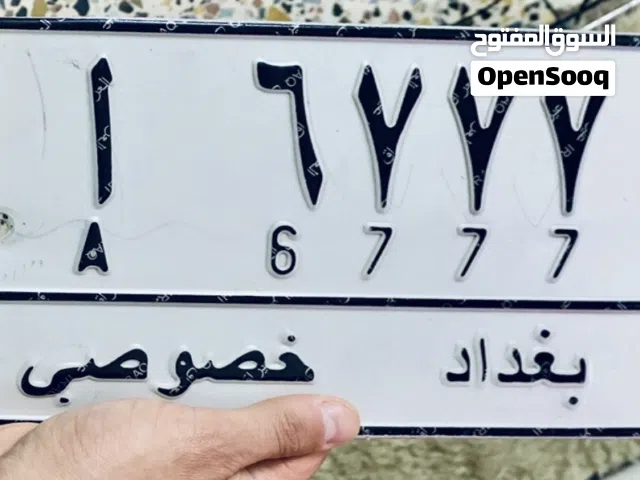 السوق المفتوح
OpenSooq
ا ٦٧٧٧
A 6777
بغداد خصوصي